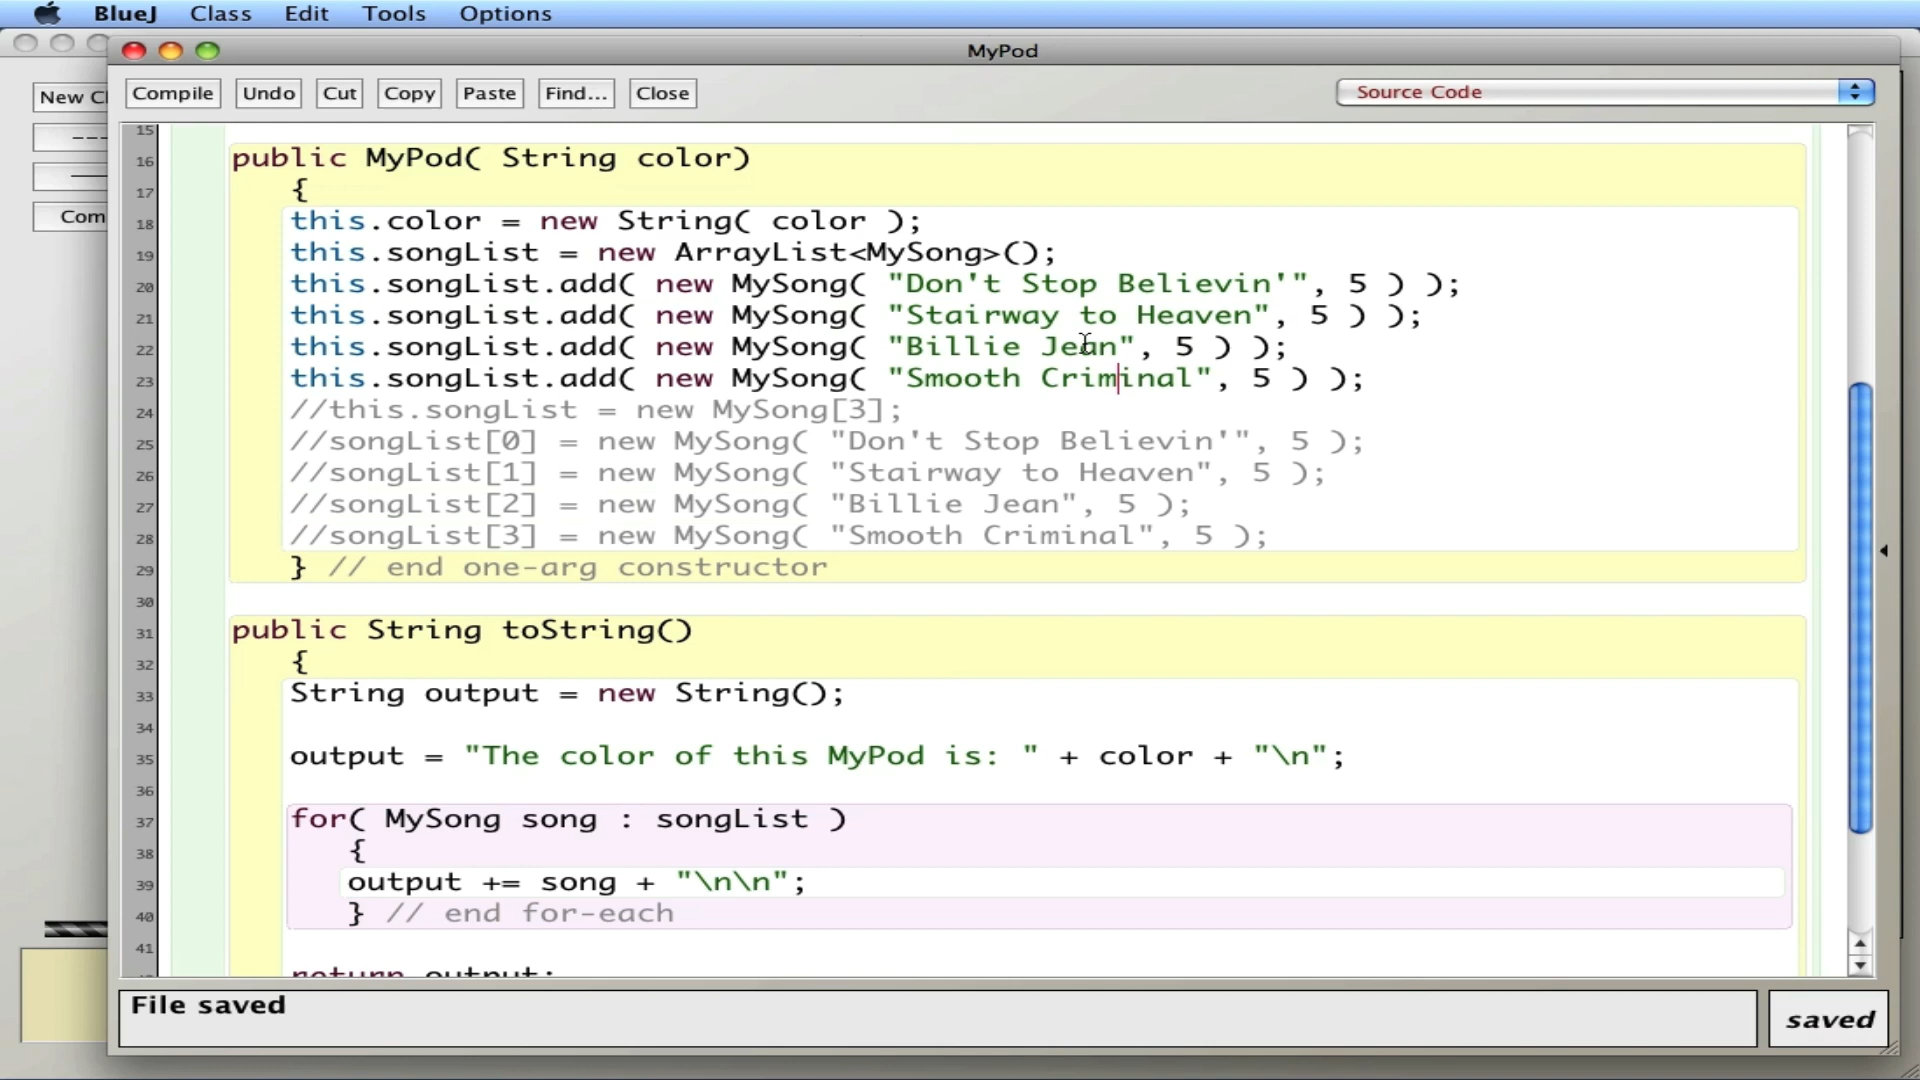 BlueJ Class Edit Tools Options
MyPod
Compile Undo Cut Copy Paste Find... Close Source Code
New C
Com
15
16 public MyPod( String color)
17 {
18 this.color = new String( color );
19 this.songList = new ArrayList<MySong>();
20 this.songList.add( new MySong( "Don't Stop Believin'", 5 ) );
21 this.songList.add( new MySong( "Stairway to Heaven", 5 ) );
22 this.songList.add( new MySong( "Billie Jean", 5 ) );
23 this.songList.add( new MySong( "Smooth Criminal", 5 ) );
24 //this.songList = new MySong[3];
25 //songList[0] = new MySong( "Don't Stop Believin'", 5 );
26 //songList[1] = new MySong( "Stairway to Heaven", 5 );
27 //songList[2] = new MySong( "Billie Jean", 5 );
28 //songList[3] = new MySong( "Smooth Criminal", 5 );
29 } // end one-arg constructor
30
31 public String toString()
32 {
33 String output = new String();
34
35 output = "The color of this MyPod is: " + color + "\n";
36
37 for( MySong song : songList )
38 {
39 output += song + "\n\n";
40 } // end for-each
41
return output;
File saved
saved